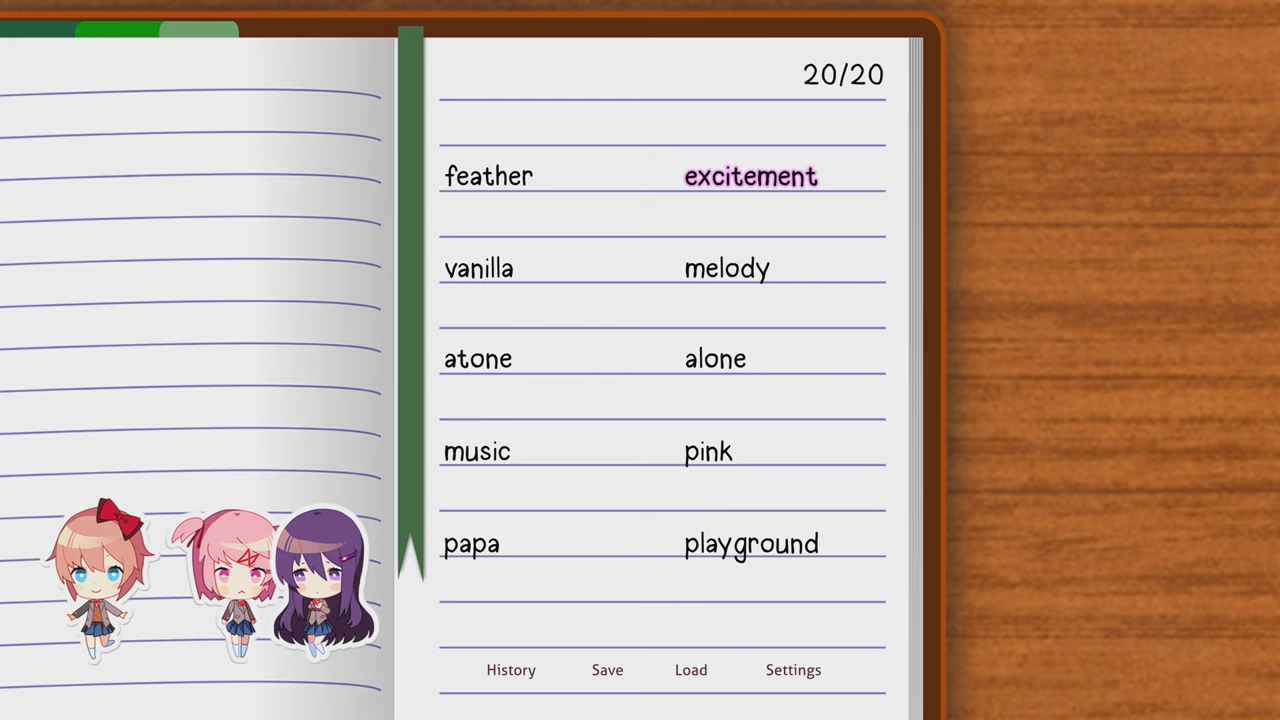 20/20
feather excitement
vanilla melody
atone alone
music pink
papa playground
History Save Load Settings